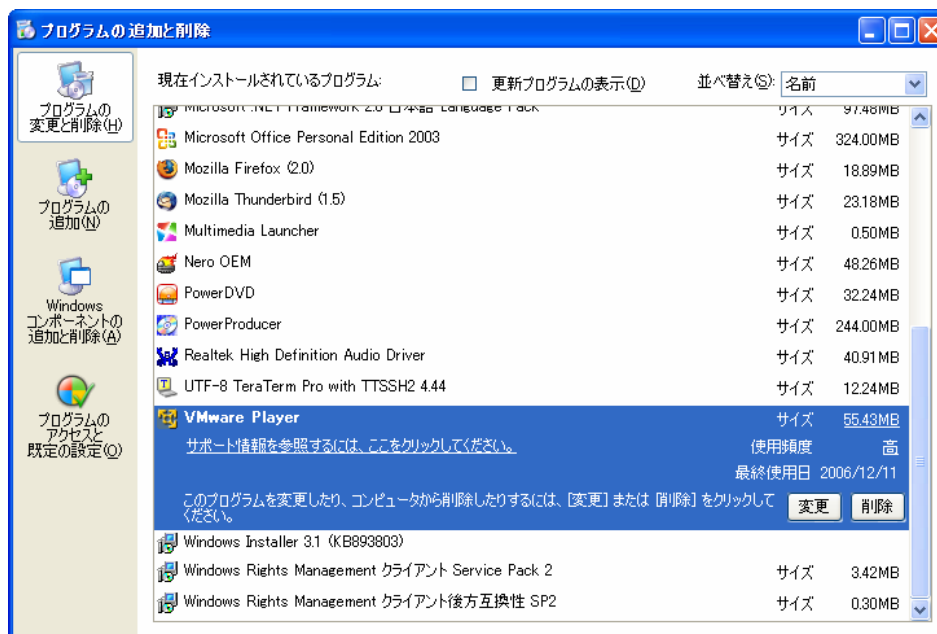 プログラムの追加と削除
プログラムの
変更と削除(H)
プログラムの
追加(N)
Windows
コンポーネントの
追加と削除(A)
プログラムの
アクセスと
既定の設定(O)
現在インストールされているプログラム:
更新プログラムの表示(D)
並べ替え(S): 名前
Microsoft .NET Framework 2.0 日本語 Language Pack サイズ 97.48MB
Microsoft Office Personal Edition 2003 サイズ 324.00MB
Mozilla Firefox (2.0) サイズ 18.89MB
Mozilla Thunderbird (1.5) サイズ 23.18MB
Multimedia Launcher サイズ 0.50MB
Nero OEM サイズ 48.26MB
PowerDVD サイズ 32.24MB
PowerProducer サイズ 244.00MB
Realtek High Definition Audio Driver サイズ 40.91MB
UTF-8 TeraTerm Pro with TTSSH2 4.44 サイズ 12.24MB
VMware Player サイズ 55.43MB
サポート情報を参照するには、ここをクリックしてください。 使用頻度 高
最終使用日 2006/12/11
このプログラムを変更したり、コンピュータから削除したりするには、[変更] または [削除] をクリックして
ください。
変更 削除
Windows Installer 3.1 (KB893803)
Windows Rights Management クライアント Service Pack 2 サイズ 3.42MB
Windows Rights Management クライアント後方互換性 SP2 サイズ 0.30MB